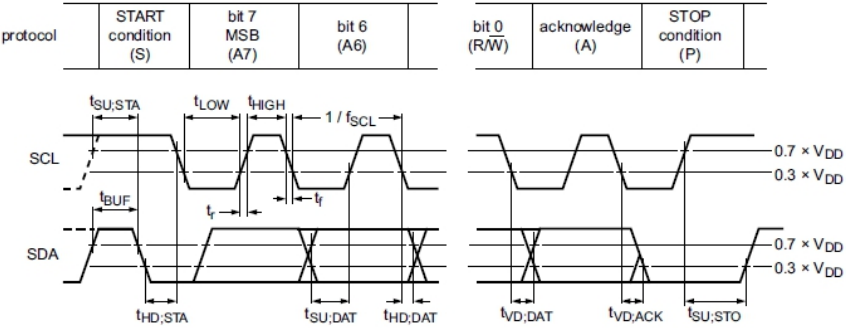 protocol
START
condition
(S)
bit 7
MSB
(A7)
bit 6
(A6)
bit 0
(R/W̅)
acknowledge
(A)
STOP
condition
(P)
tSU;STA
tLOW
tHIGH
1 / fSCL
SCL
0.7 × VDD
0.3 × VDD
tBUF
tr
tf
SDA
0.7 × VDD
0.3 × VDD
tHD;STA
tSU;DAT
tHD;DAT
tVD;DAT
tVD;ACK
tSU;STO